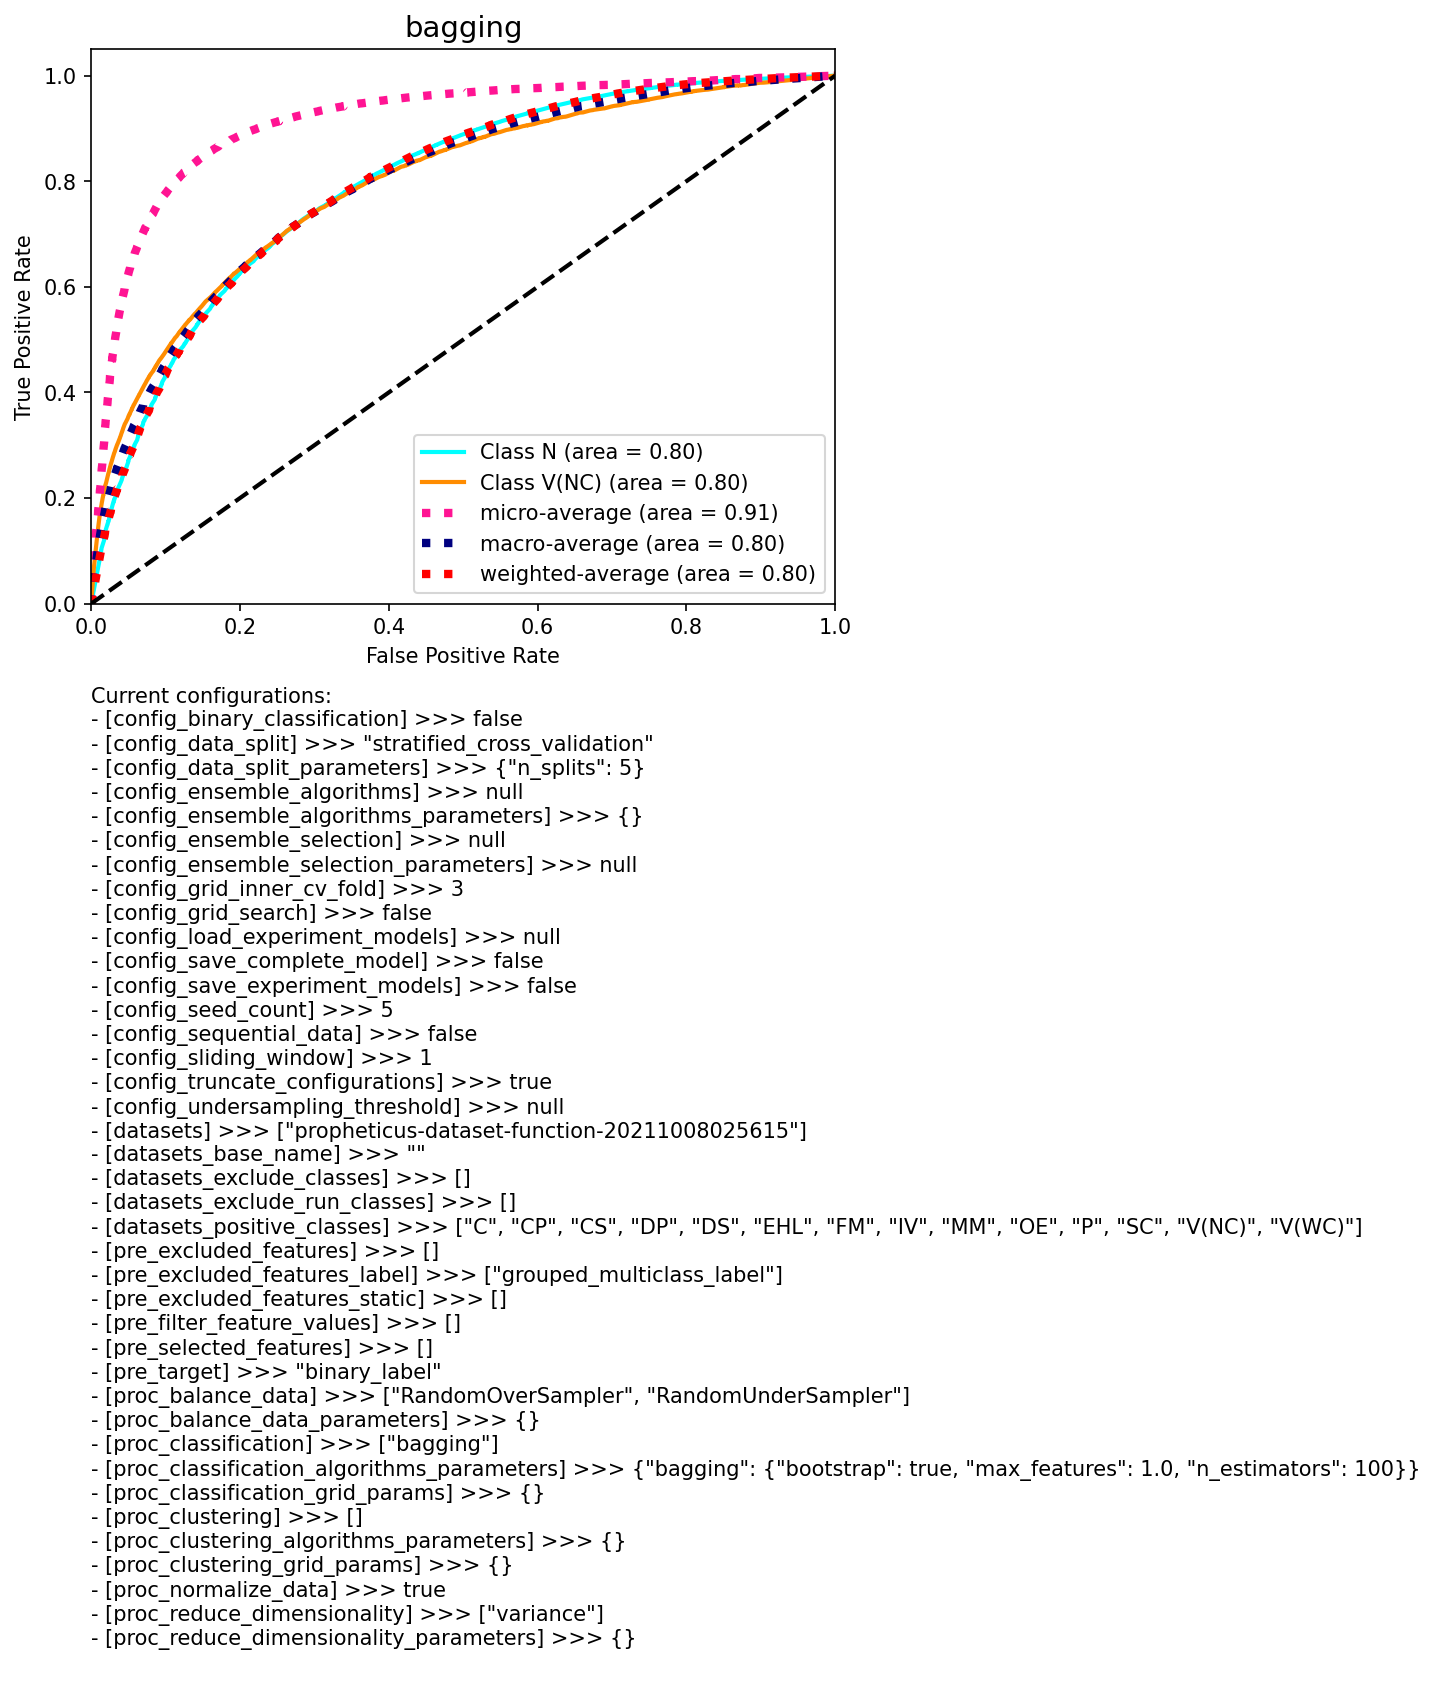 bagging
1.0
0.8
0.6
0.4
0.2
0.0
True Positive Rate
0.0 0.2 0.4 0.6 0.8 1.0
False Positive Rate
Class N (area = 0.80)
Class V(NC) (area = 0.80)
micro-average (area = 0.91)
macro-average (area = 0.80)
weighted-average (area = 0.80)
Current configurations:
- [config_binary_classification] >>> false
- [config_data_split] >>> "stratified_cross_validation"
- [config_data_split_parameters] >>> {"n_splits": 5}
- [config_ensemble_algorithms] >>> null
- [config_ensemble_algorithms_parameters] >>> {}
- [config_ensemble_selection] >>> null
- [config_ensemble_selection_parameters] >>> null
- [config_grid_inner_cv_fold] >>> 3
- [config_grid_search] >>> false
- [config_load_experiment_models] >>> null
- [config_save_complete_model] >>> false
- [config_save_experiment_models] >>> false
- [config_seed_count] >>> 5
- [config_sequential_data] >>> false
- [config_sliding_window] >>> 1
- [config_truncate_configurations] >>> true
- [config_undersampling_threshold] >>> null
- [datasets] >>> ["propheticus-dataset-function-20211008025615"]
- [datasets_base_name] >>> ""
- [datasets_exclude_classes] >>> []
- [datasets_exclude_run_classes] >>> []
- [datasets_positive_classes] >>> ["C", "CP", "CS", "DP", "DS", "EHL", "FM", "IV", "MM", "OE", "P", "SC", "V(NC)", "V(WC)"]
- [pre_excluded_features] >>> []
- [pre_excluded_features_label] >>> ["grouped_multiclass_label"]
- [pre_excluded_features_static] >>> []
- [pre_filter_feature_values] >>> []
- [pre_selected_features] >>> []
- [pre_target] >>> "binary_label"
- [proc_balance_data] >>> ["RandomOverSampler", "RandomUnderSampler"]
- [proc_balance_data_parameters] >>> {}
- [proc_classification] >>> ["bagging"]
- [proc_classification_algorithms_parameters] >>> {"bagging": {"bootstrap": true, "max_features": 1.0, "n_estimators": 100}}
- [proc_classification_grid_params] >>> {}
- [proc_clustering] >>> []
- [proc_clustering_algorithms_parameters] >>> {}
- [proc_clustering_grid_params] >>> {}
- [proc_normalize_data] >>> true
- [proc_reduce_dimensionality] >>> ["variance"]
- [proc_reduce_dimensionality_parameters] >>> {}